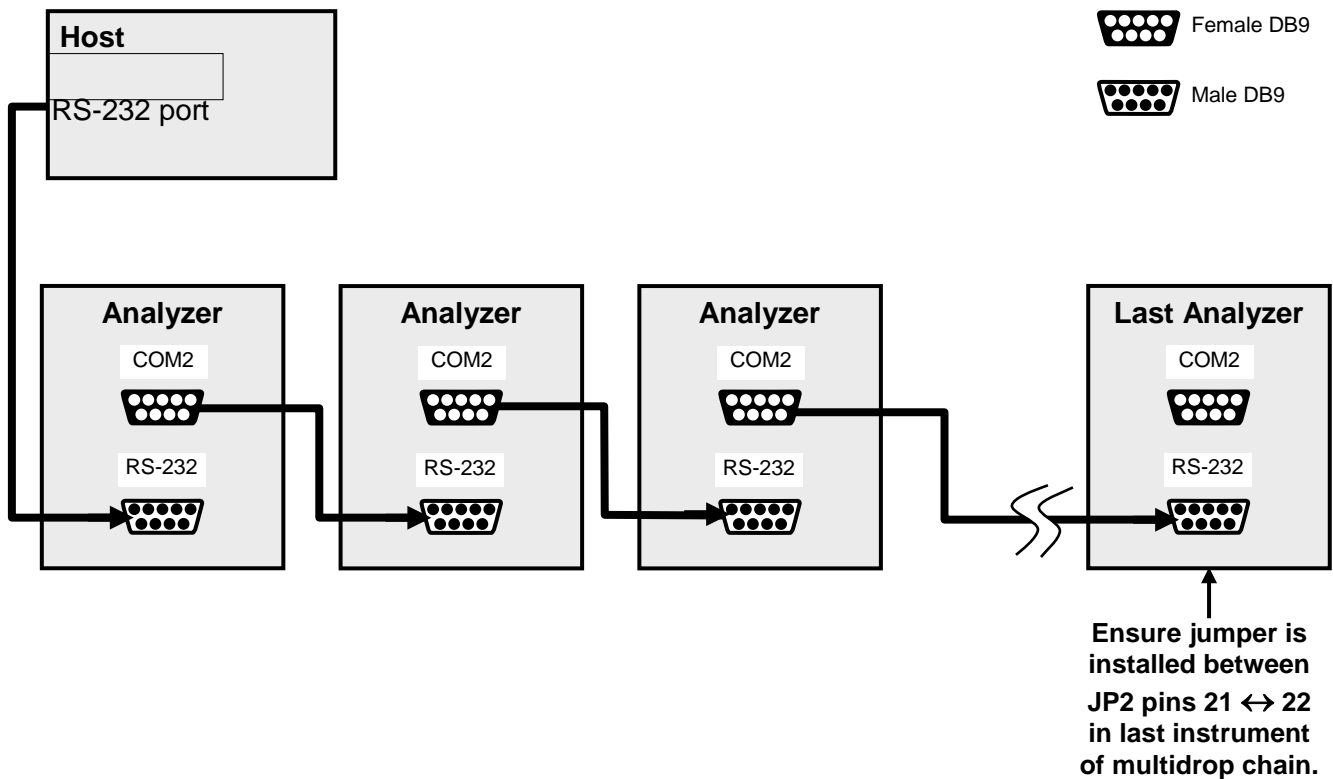 Host
RS-232 port
Female DB9
Male DB9
Analyzer
COM2
RS-232
Analyzer
COM2
RS-232
Analyzer
COM2
RS-232
Last Analyzer
COM2
RS-232
Ensure jumper is
installed between
JP2 pins 21 ↔ 22
in last instrument
of multidrop chain.